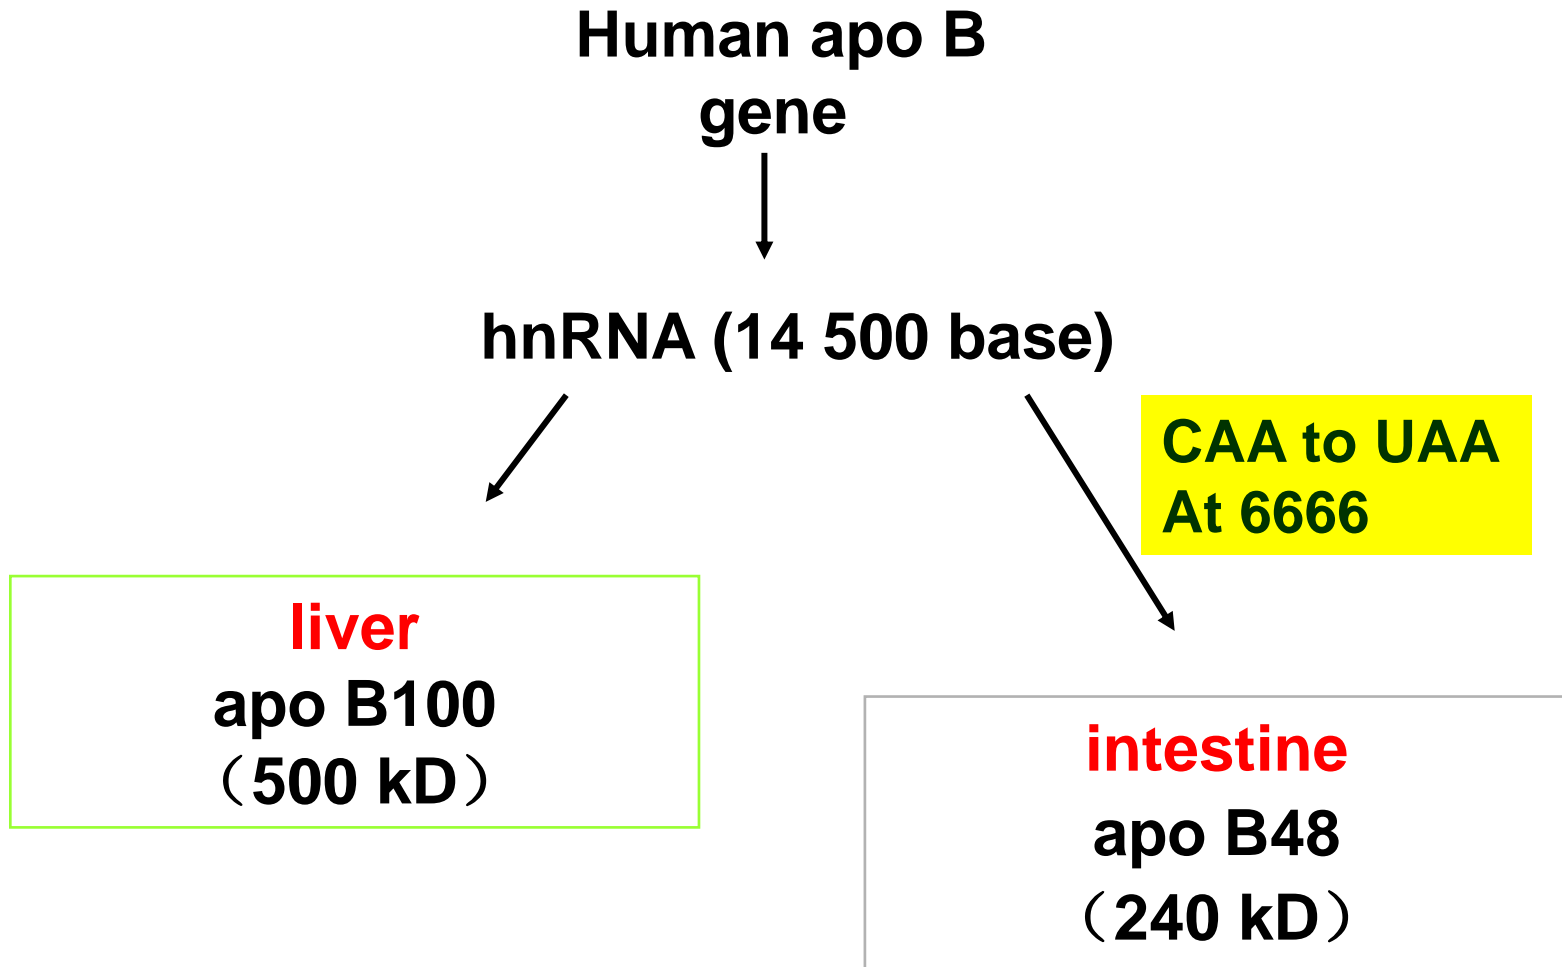 Human apo B
gene
hnRNA (14 500 base)
CAA to UAA
At 6666
liver
apo B100
（500 kD）
intestine
apo B48
（240 kD）